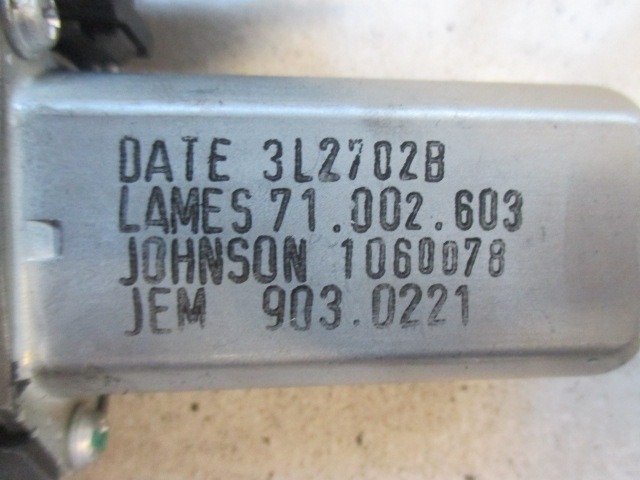 DATE 3L2702B
LAMES 71.002.603
JOHNSON 1060078
JEM 903.0221